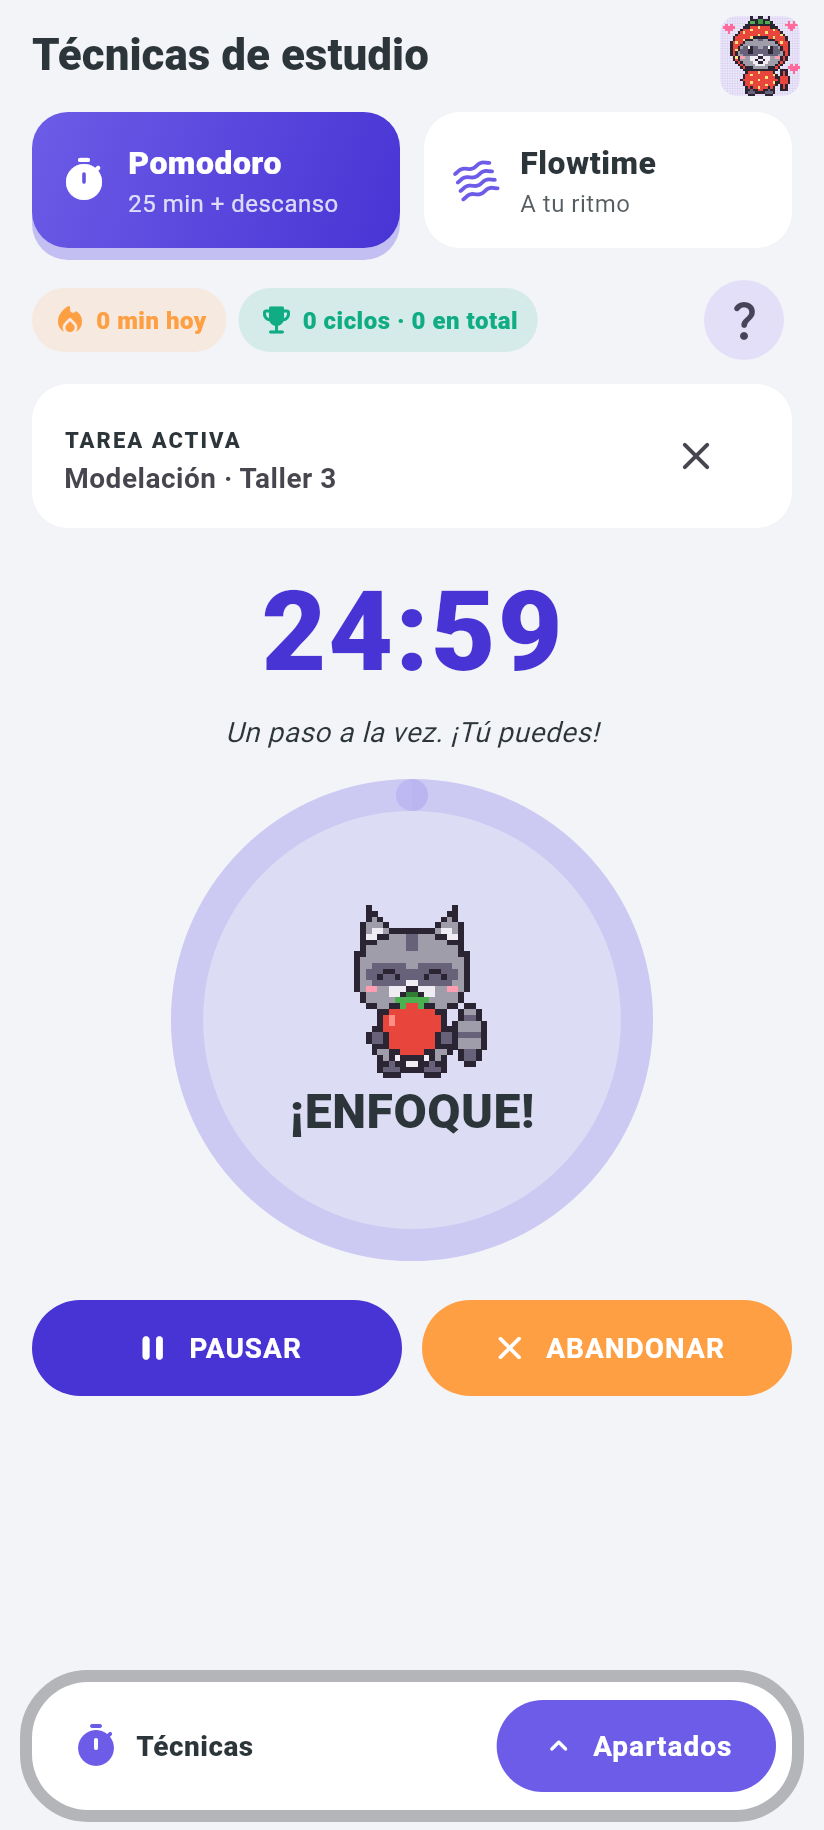 Técnicas de estudio
Pomodoro
25 min + descanso
Flowtime
A tu ritmo
0 min hoy
0 ciclos · 0 en total
?
TAREA ACTIVA
Modelación · Taller 3
24:59
Un paso a la vez. ¡Tú puedes!
¡ENFOQUE!
PAUSAR
ABANDONAR
Técnicas
Apartados